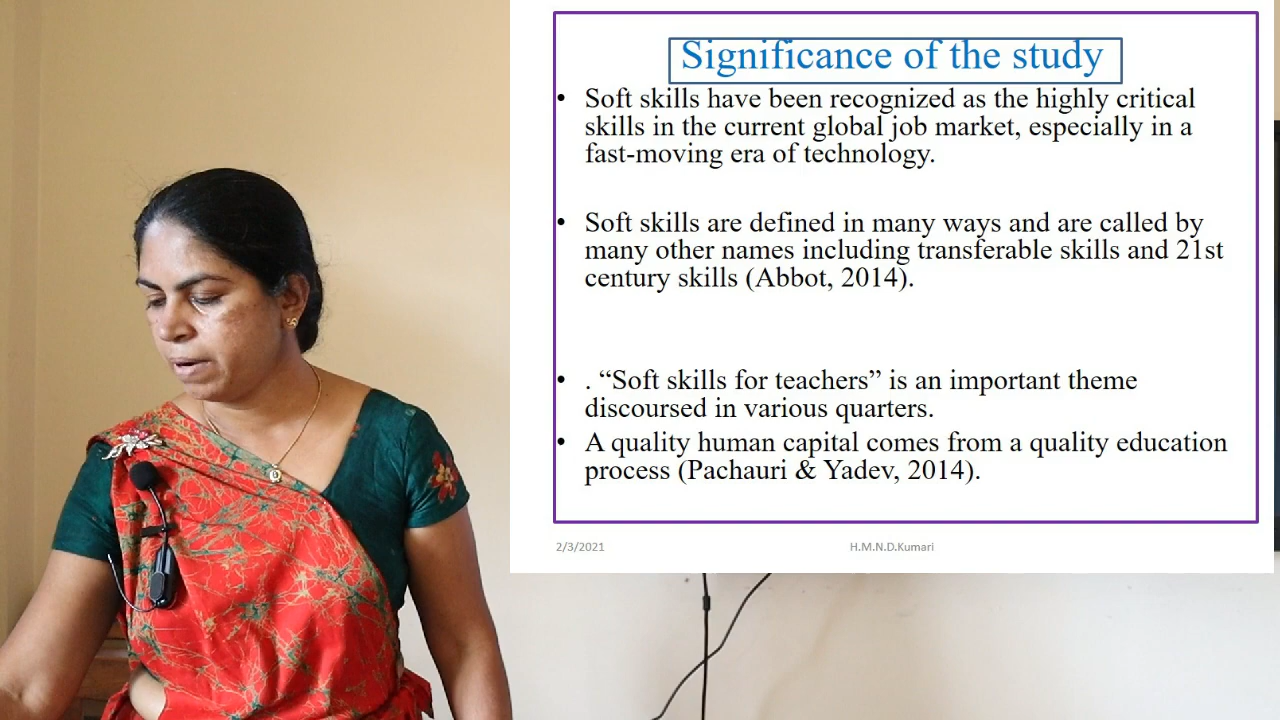 Significance of the study
• Soft skills have been recognized as the highly critical
skills in the current global job market, especially in a
fast-moving era of technology.
• Soft skills are defined in many ways and are called by
many other names including transferable skills and 21st
century skills (Abbot, 2014).
• . “Soft skills for teachers” is an important theme
discoursed in various quarters.
• A quality human capital comes from a quality education
process (Pachauri & Yadev, 2014).
2/3/2021 H.M.N.D.Kumari